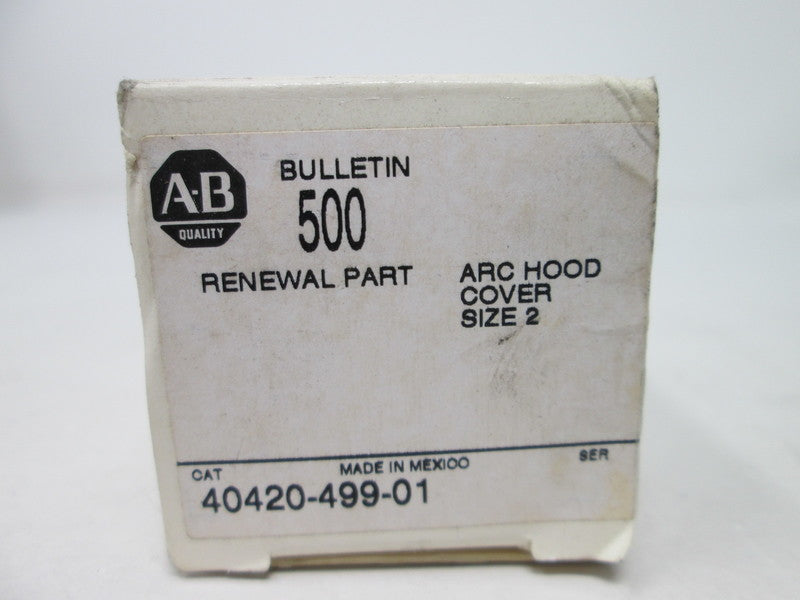 A-B
QUALITY
BULLETIN
500
RENEWAL PART
ARC HOOD
COVER
SIZE 2
CAT
MADE IN MEXICO
SER
40420-499-01